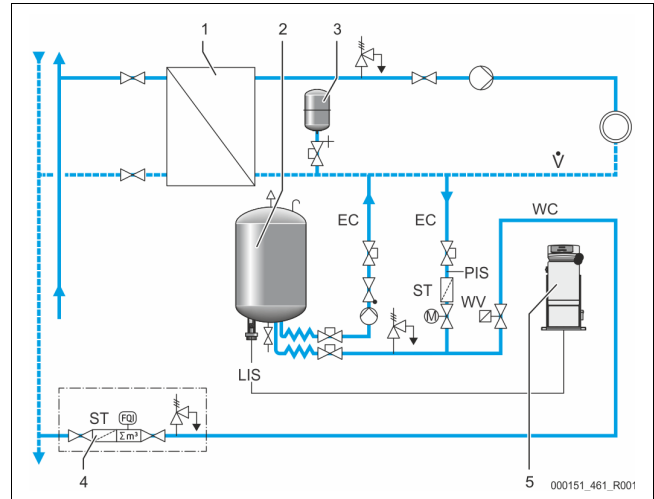 1 2 3
V̇
EC EC WC
PIS
ST
WV
M
LIS
ST FQI
Σm³
4 5
000151_461_R001